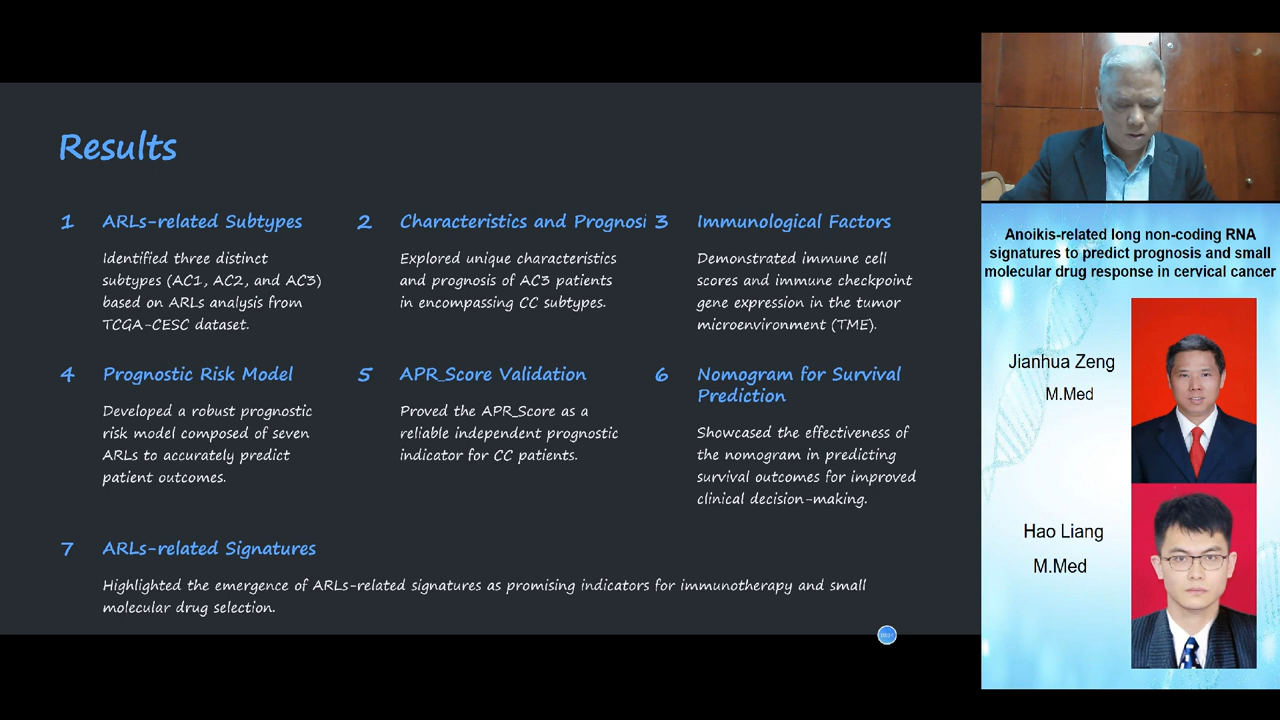 Results
1 ARLs-related Subtypes
Identified three distinct
subtypes (AC1, AC2, and AC3)
based on ARLs analysis from
TCGA-CESC dataset.
2 Characteristics and Prognosi
Explored unique characteristics
and prognosis of AC3 patients
in encompassing CC subtypes.
3 Immunological Factors
Demonstrated immune cell
scores and immune checkpoint
gene expression in the tumor
microenvironment (TME).
4 Prognostic Risk Model
Developed a robust prognostic
risk model composed of seven
ARLs to accurately predict
patient outcomes.
5 APR_Score Validation
Proved the APR_Score as a
reliable independent prognostic
indicator for CC patients.
6 Nomogram for Survival
Prediction
Showcased the effectiveness of
the nomogram in predicting
survival outcomes for improved
clinical decision-making.
7 ARLs-related Signatures
Highlighted the emergence of ARLs-related signatures as promising indicators for immunotherapy and small
molecular drug selection.
Anoikis-related long non-coding RNA
signatures to predict prognosis and small
molecular drug response in cervical cancer
Jianhua Zeng
M.Med
Hao Liang
M.Med